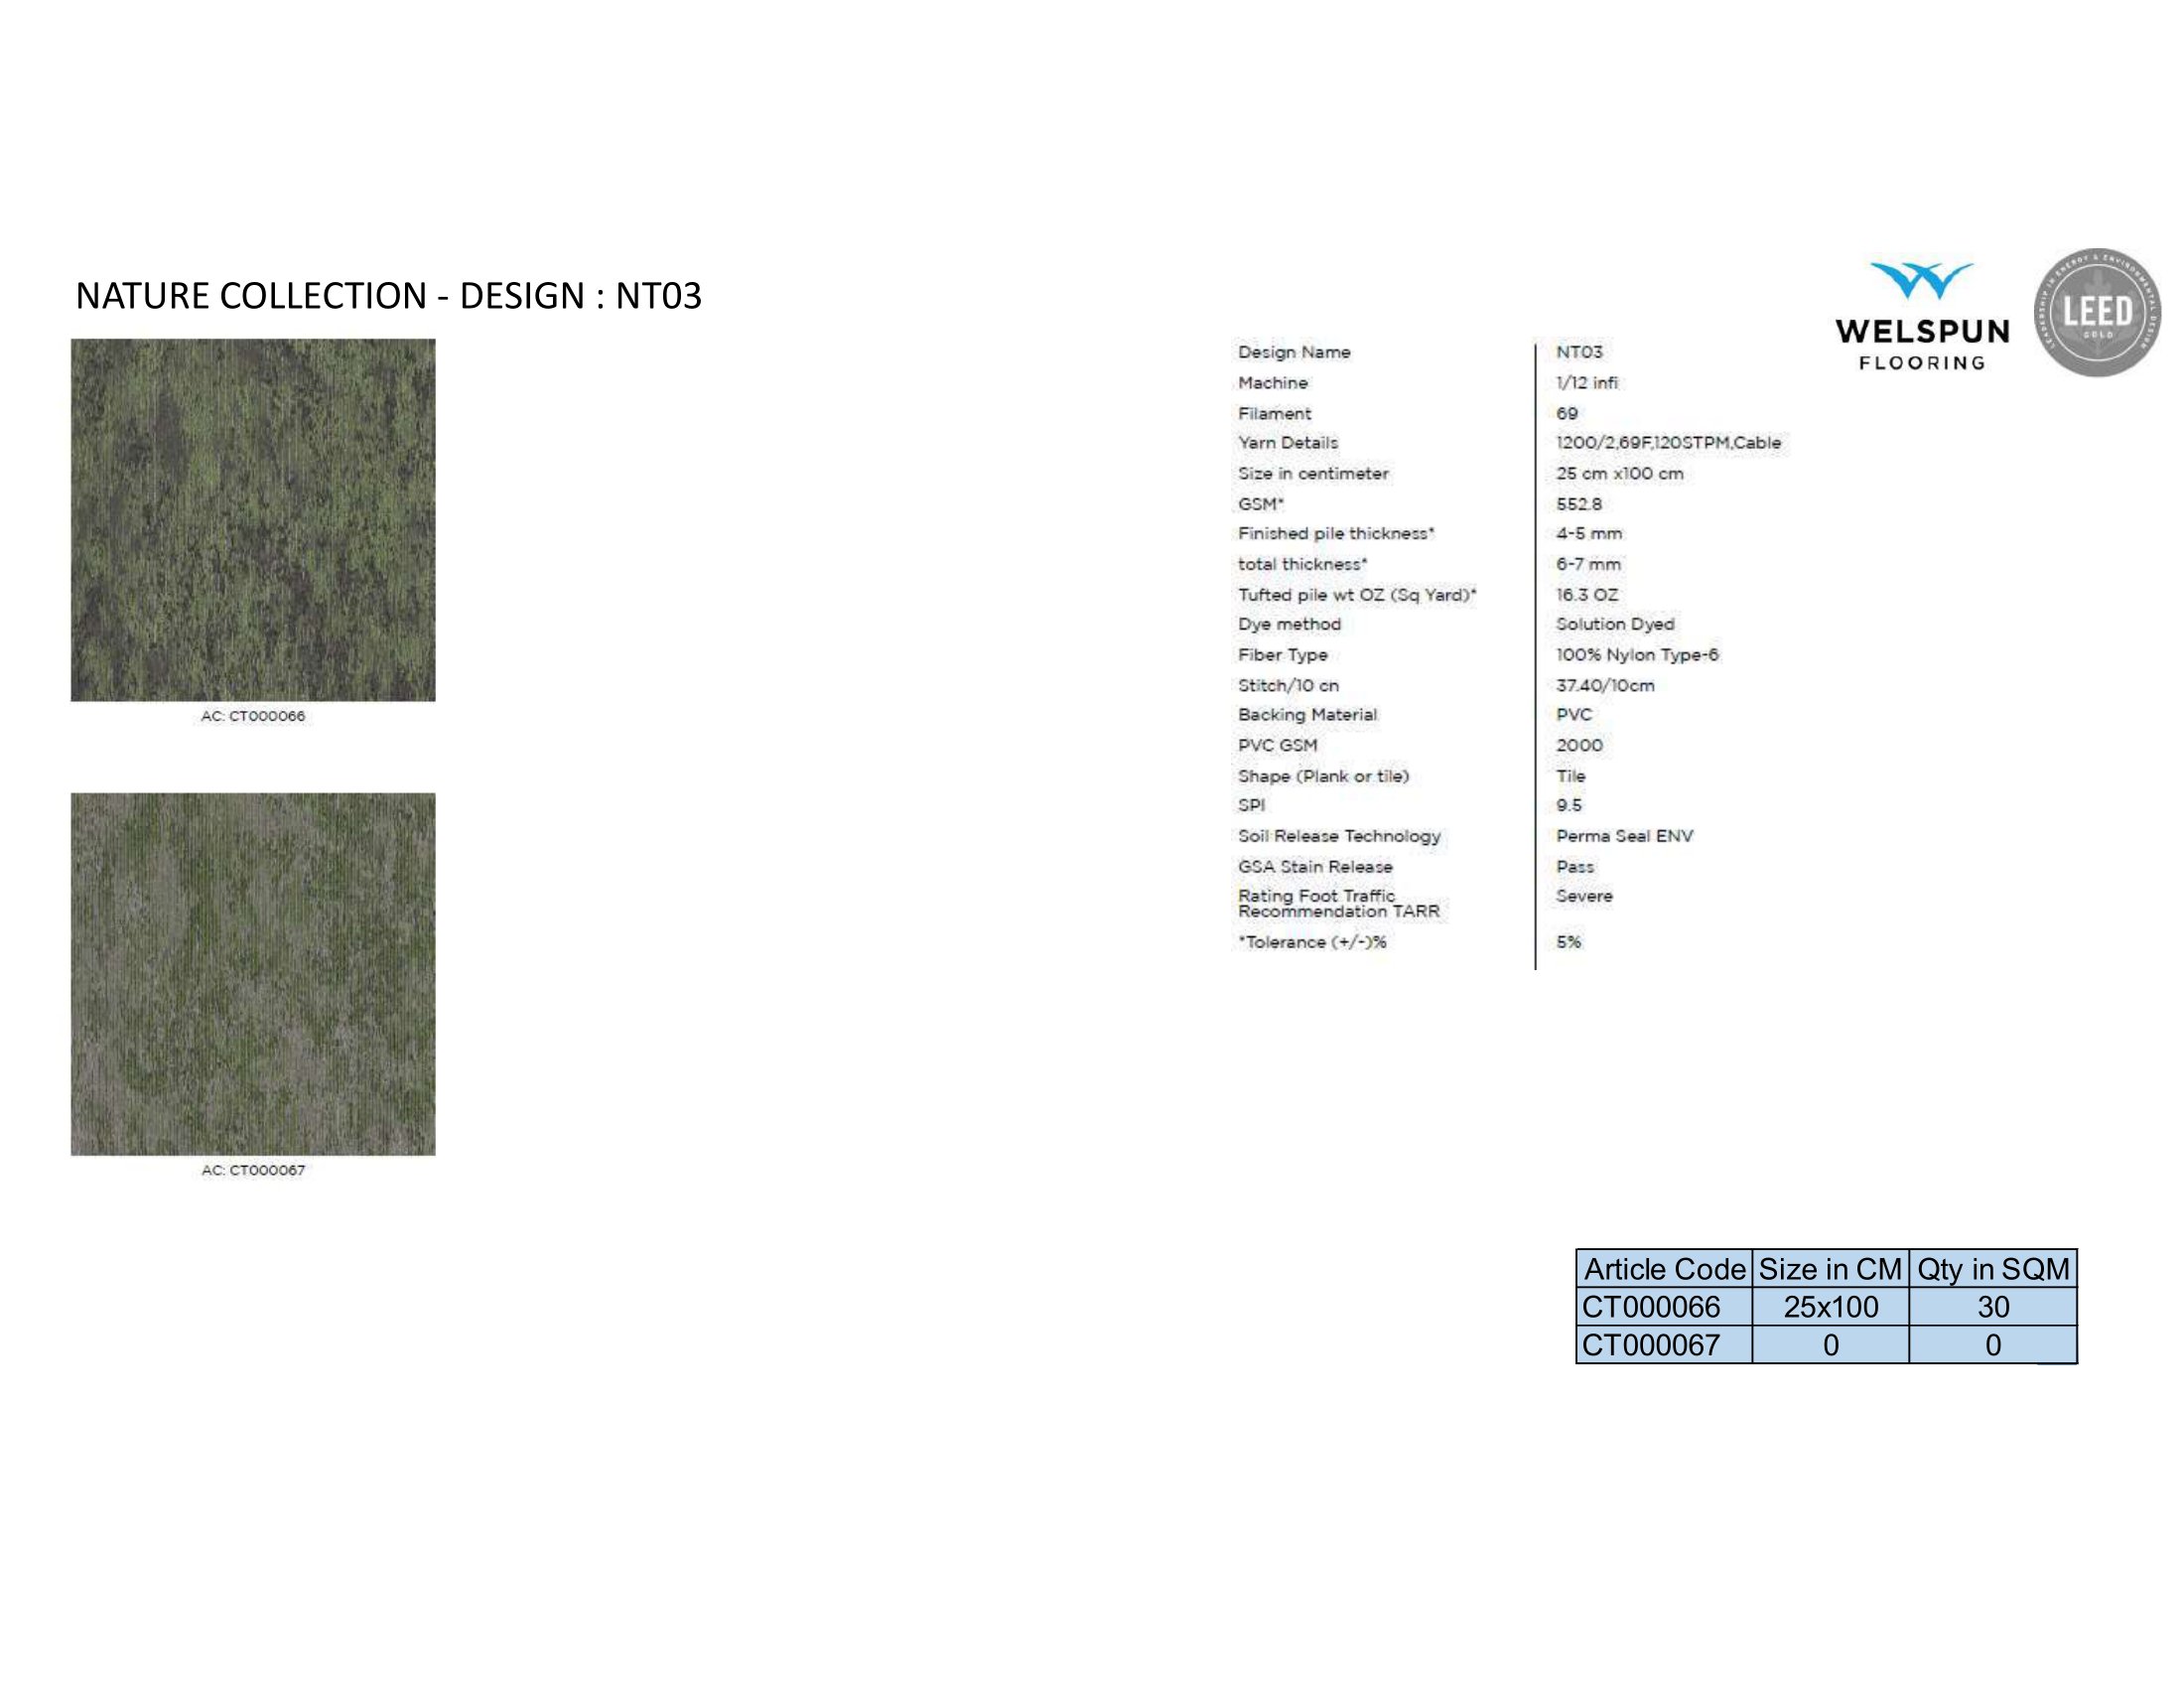 NATURE COLLECTION - DESIGN : NT03
WELSPUN
FLOORING
LEADERSHIP IN ENERGY & ENVIRONMENTAL DESIGN
LEED
GOLD
Design Name NT03
Machine 1/12 infi
Filament 69
Yarn Details 1200/2,69F,120STPM,Cable
Size in centimeter 25 cm x100 cm
GSM* 552.8
Finished pile thickness* 4-5 mm
total thickness* 6-7 mm
Tufted pile wt OZ (Sq Yard)* 16.3 OZ
Dye method Solution Dyed
Fiber Type 100% Nylon Type-6
Stitch/10 cn 37.40/10cm
Backing Material PVC
PVC GSM 2000
Shape (Plank or tile) Tile
SPI 9.5
Soil Release Technology Perma Seal ENV
GSA Stain Release Pass
Rating Foot Traffic Severe
Recommendation TARR
*Tolerance (+/-)% 5%
AC: CT000066
AC: CT000067
Article Code Size in CM Qty in SQM
CT000066 25x100 30
CT000067 0 0